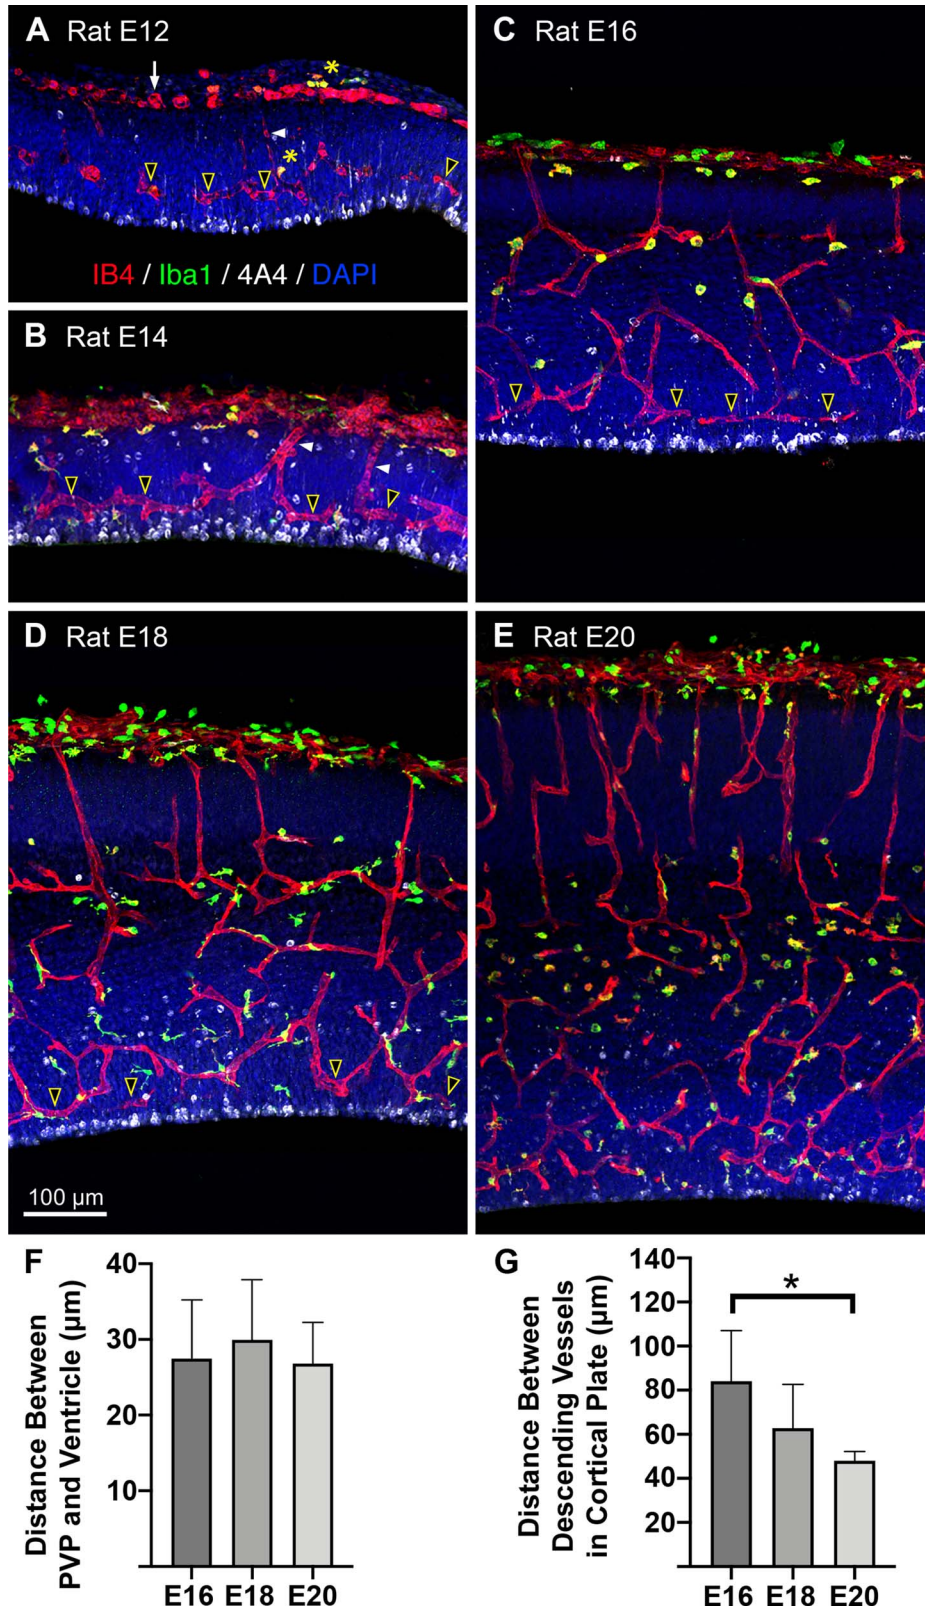 A Rat E12
*
*
IB4 / Iba1 / 4A4 / DAPI
B Rat E14
C Rat E16
D Rat E18
100 µm
E Rat E20
F
Distance Between
PVP and Ventricle (µm)
40
30
20
10
E16 E18 E20
G
Distance Between
Descending Vessels
in Cortical Plate (µm)
140
120
100
80
60
40
20
*
E16 E18 E20